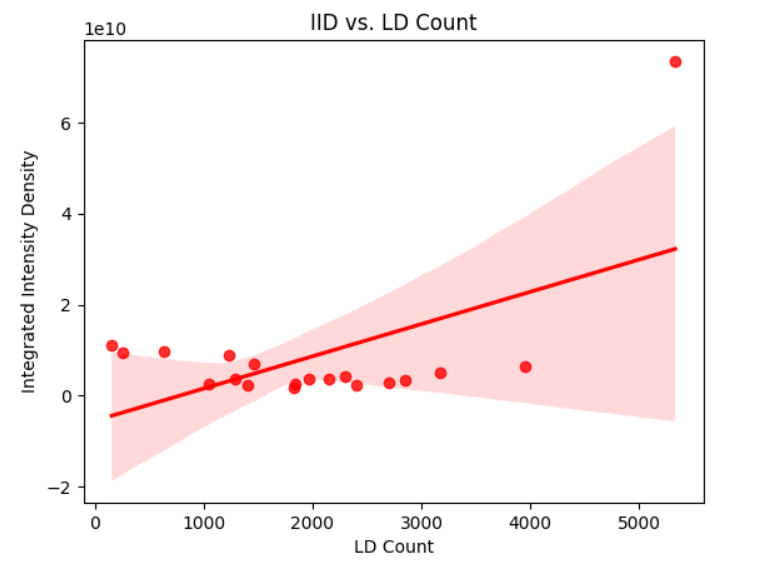 IID vs. LD Count
1e10
6
4
2
0
−2
Integrated Intensity Density
0 1000 2000 3000 4000 5000
LD Count